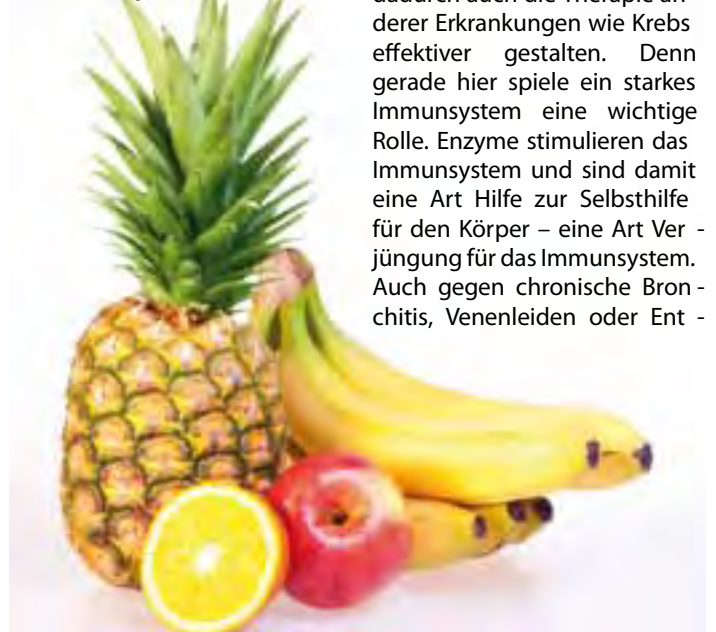 derer Erkrankungen wie Krebs
effektiver gestalten. Denn
gerade hier spiele ein starkes
Immunsystem eine wichtige
Rolle. Enzyme stimulieren das
Immunsystem und sind damit
eine Art Hilfe zur Selbsthilfe
für den Körper – eine Art Ver -
jüngung für das Immunsystem.
Auch gegen chronische Bron -
chitis, Venenleiden oder Ent -